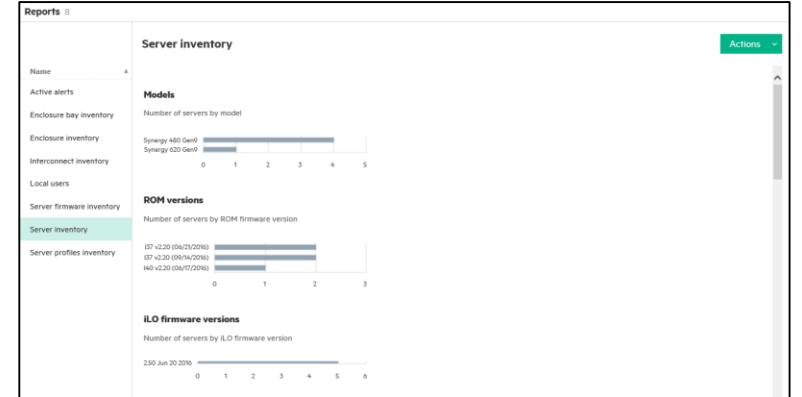 Reports 8
Server inventory
Actions
Name
Active alerts
Enclosure bay inventory
Enclosure inventory
Interconnect inventory
Local users
Server firmware inventory
Server inventory
Server profiles inventory
Models
Number of servers by model
Synergy 480 Gen9
Synergy 620 Gen9
0 1 2 3 4 5
ROM versions
Number of servers by ROM firmware version
I37 v2.20 (06/21/2016)
I37 v2.20 (09/14/2016)
I40 v2.20 (06/17/2016)
0 1 2 3
iLO firmware versions
Number of servers by iLO firmware version
2.50 Jun 20 2016
0 1 2 3 4 5 6